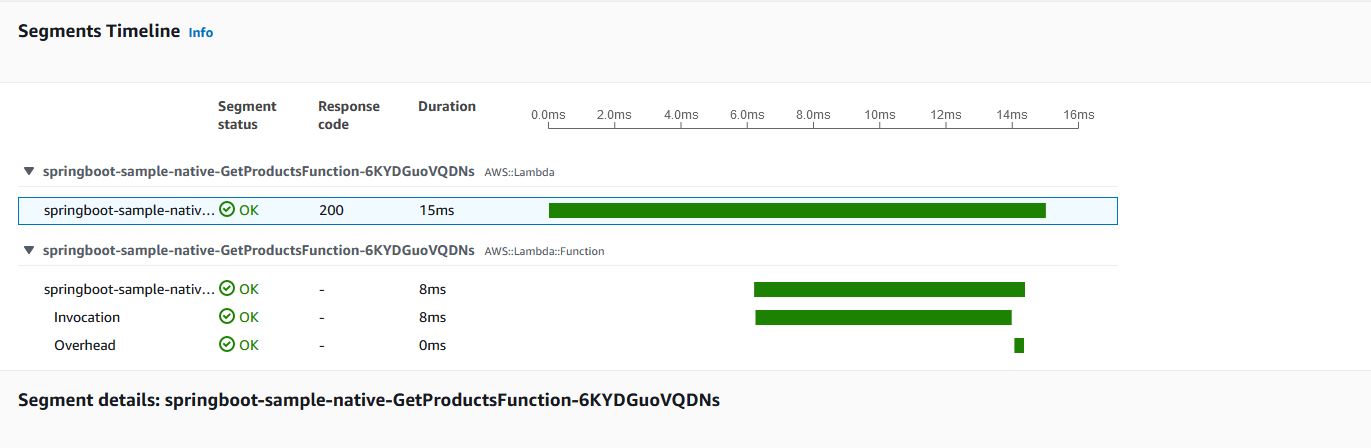 Segments Timeline Info
Segment status Response code Duration
0.0ms 2.0ms 4.0ms 6.0ms 8.0ms 10ms 12ms 14ms 16ms
springboot-sample-native-GetProductsFunction-6KYDGuoVQDNs AWS::Lambda
springboot-sample-nativ... OK 200 15ms
springboot-sample-native-GetProductsFunction-6KYDGuoVQDNs AWS::Lambda::Function
springboot-sample-nativ... OK - 8ms
Invocation OK - 8ms
Overhead OK - 0ms
Segment details: springboot-sample-native-GetProductsFunction-6KYDGuoVQDNs